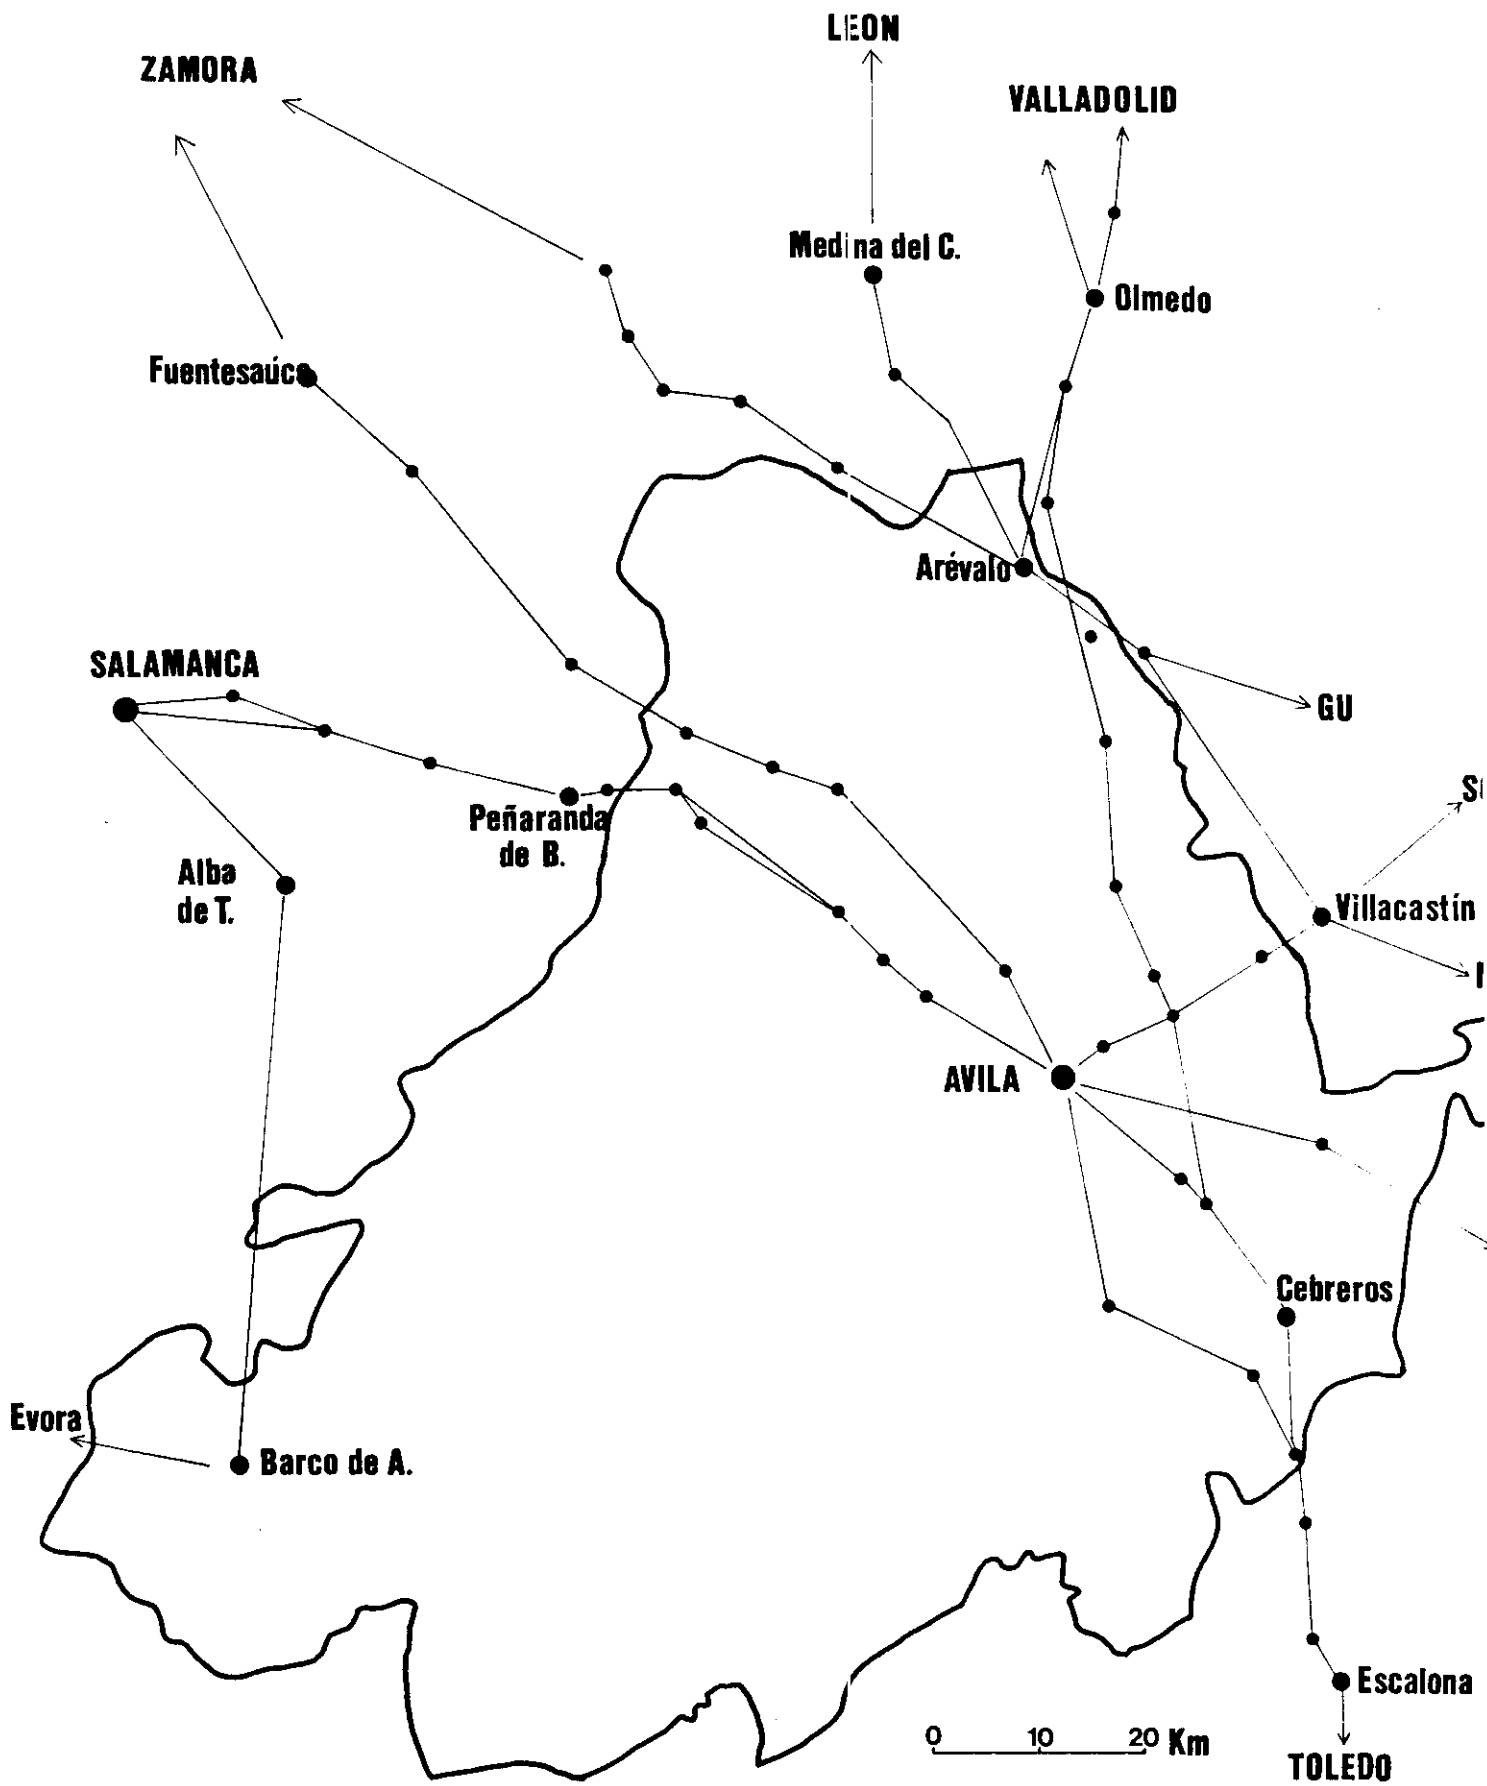 LEON
ZAMORA
VALLADOLID
Medina del C.
Olmedo
Fuentesaúco
Arévalo
SALAMANCA
GU
Peñaranda
de B.
Alba
de T.
Villacastín
AVILA
Cebreros
Evora
Barco de A.
Escalona
0 10 20 Km
TOLEDO